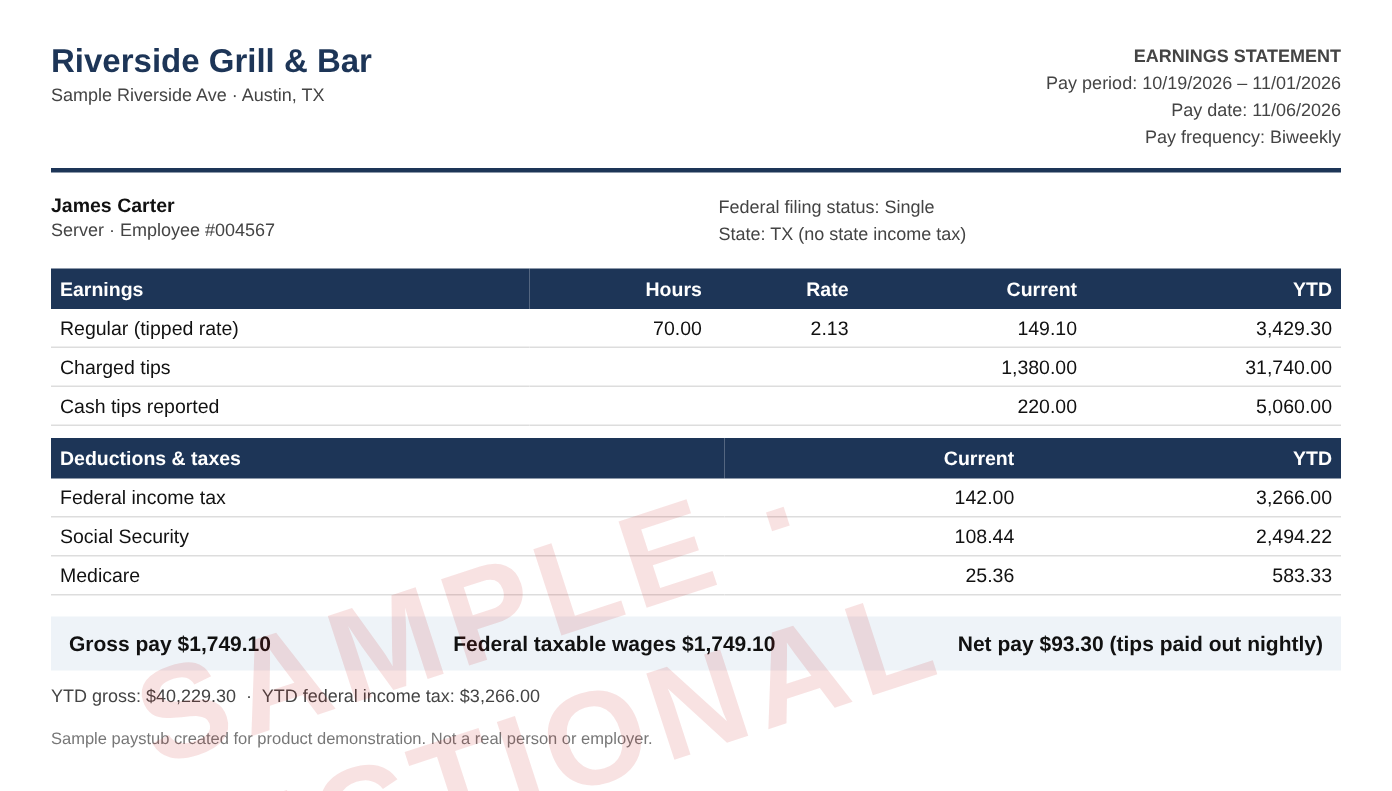 Riverside Grill & Bar
Sample Riverside Ave · Austin, TX
EARNINGS STATEMENT
Pay period: 10/19/2026 – 11/01/2026
Pay date: 11/06/2026
Pay frequency: Biweekly
James Carter
Server · Employee #004567
Federal filing status: Single
State: TX (no state income tax)
Earnings Hours Rate Current YTD
Regular (tipped rate) 70.00 2.13 149.10 3,429.30
Charged tips 1,380.00 31,740.00
Cash tips reported 220.00 5,060.00
Deductions & taxes Current YTD
Federal income tax 142.00 3,266.00
Social Security 108.44 2,494.22
Medicare 25.36 583.33
Gross pay $1,749.10 Federal taxable wages $1,749.10 Net pay $93.30 (tips paid out nightly)
YTD gross: $40,229.30 · YTD federal income tax: $3,266.00
Sample paystub created for product demonstration. Not a real person or employer.
SAMPLE ·